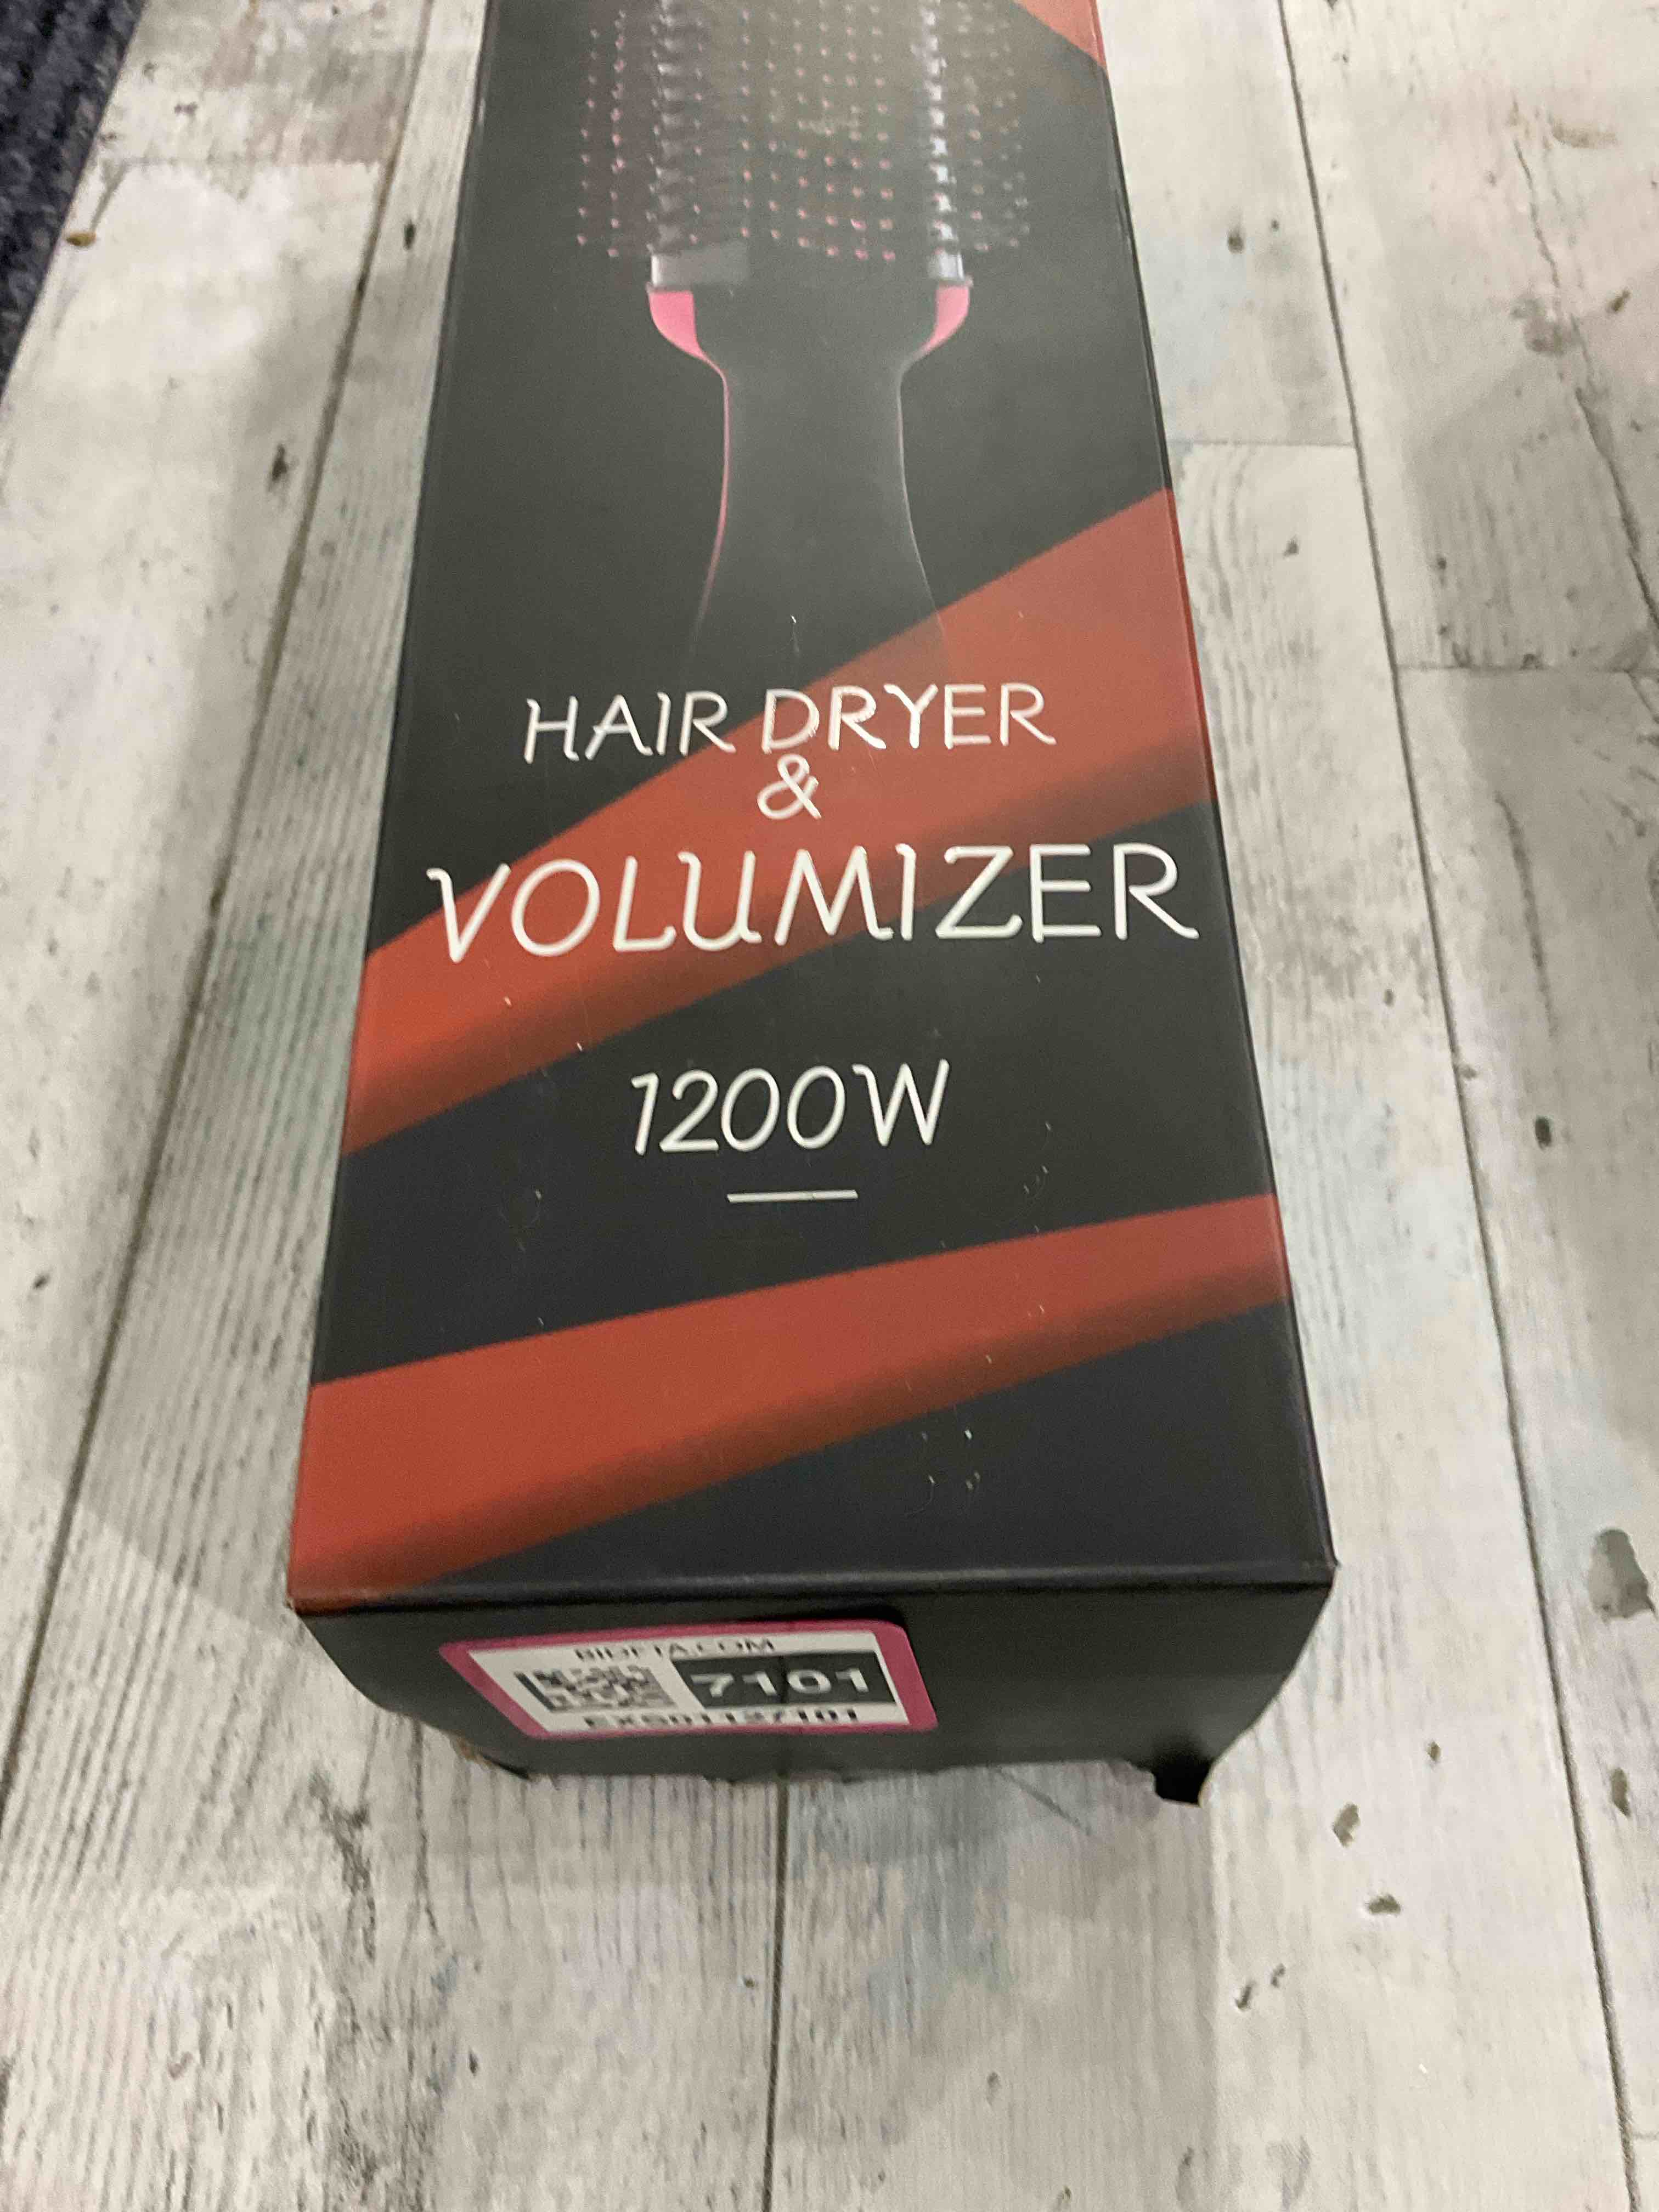 HAIR DRYER
&
VOLUMIZER
1200W
BIDFTA.COM
7101